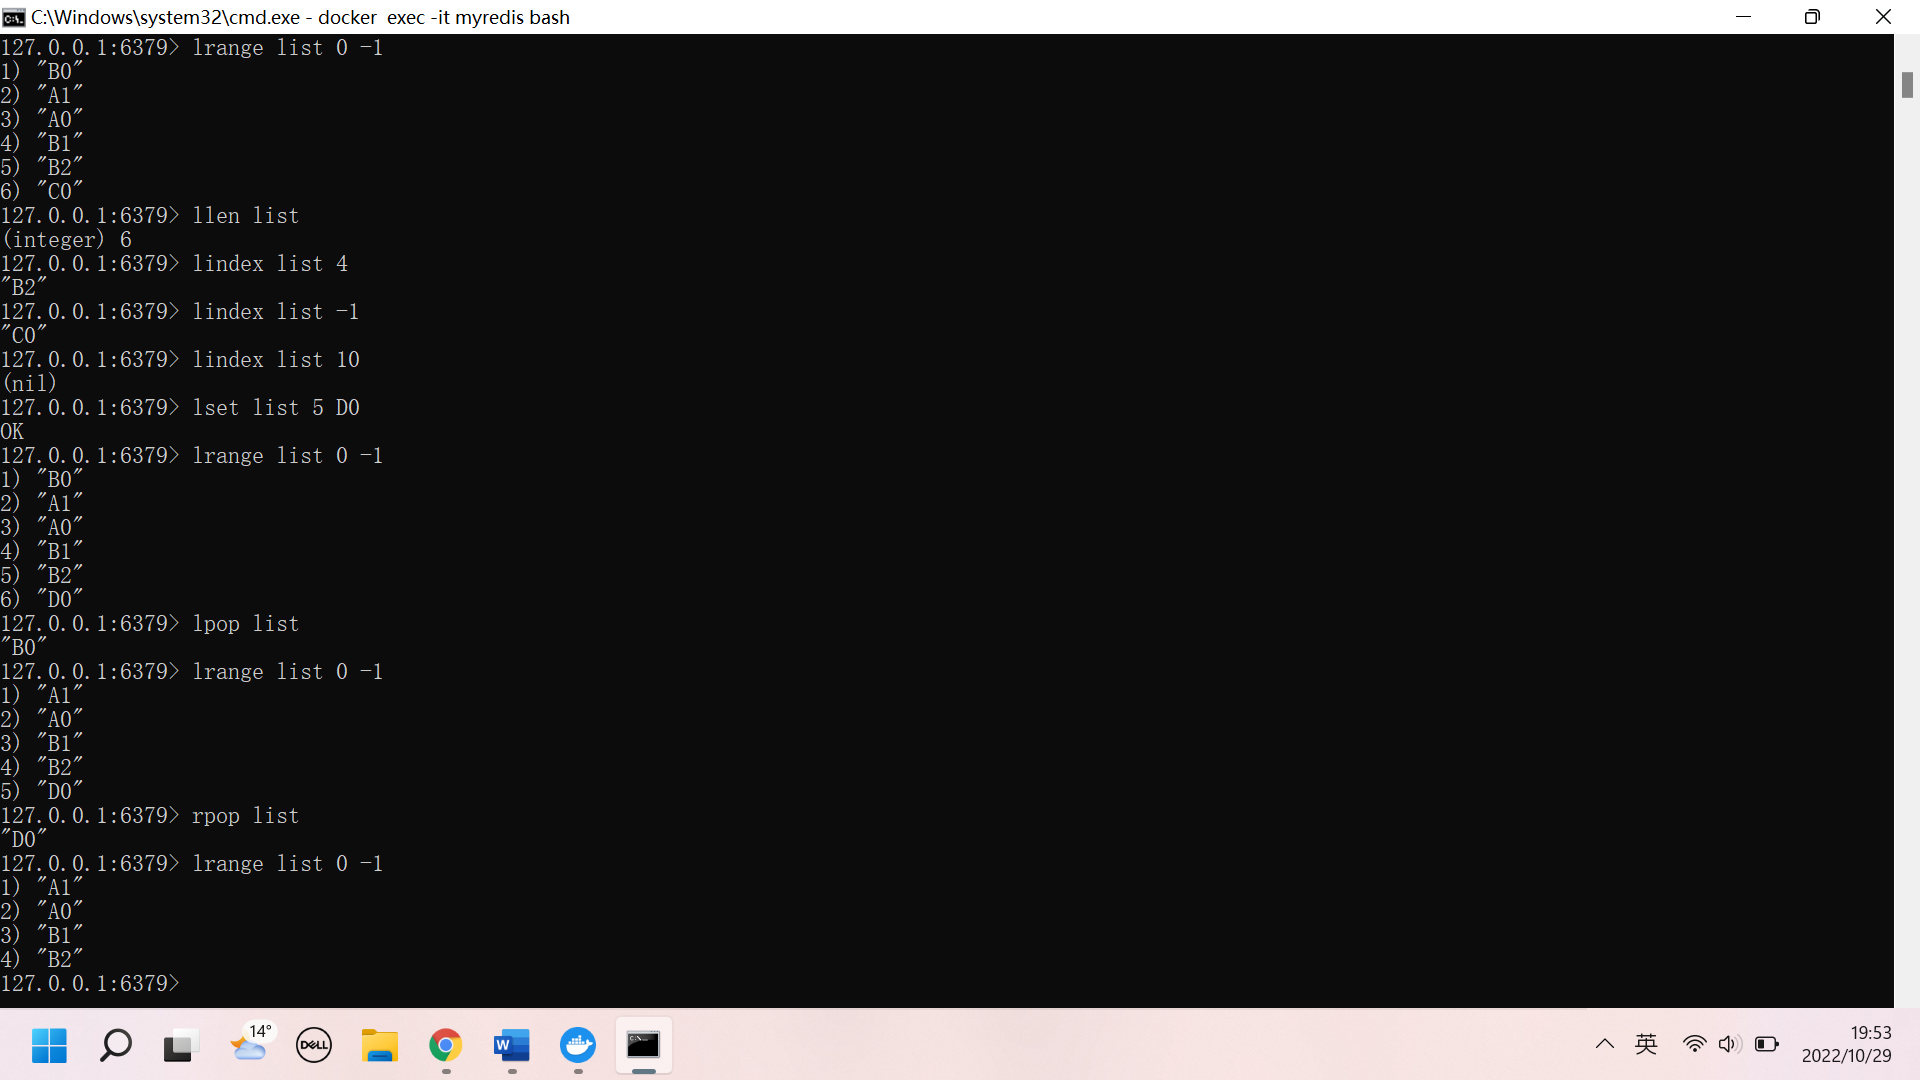 C:\Windows\system32\cmd.exe - docker  exec -it myredis bash
127.0.0.1:6379> lrange list 0 -1
1) "B0"
2) "A1"
3) "A0"
4) "B1"
5) "B2"
6) "C0"
127.0.0.1:6379> llen list
(integer) 6
127.0.0.1:6379> lindex list 4
"B2"
127.0.0.1:6379> lindex list -1
"C0"
127.0.0.1:6379> lindex list 10
(nil)
127.0.0.1:6379> lset list 5 D0
OK
127.0.0.1:6379> lrange list 0 -1
1) "B0"
2) "A1"
3) "A0"
4) "B1"
5) "B2"
6) "D0"
127.0.0.1:6379> lpop list
"B0"
127.0.0.1:6379> lrange list 0 -1
1) "A1"
2) "A0"
3) "B1"
4) "B2"
5) "D0"
127.0.0.1:6379> rpop list
"D0"
127.0.0.1:6379> lrange list 0 -1
1) "A1"
2) "A0"
3) "B1"
4) "B2"
127.0.0.1:6379>
14°
DELL
W
英
19:53
2022/10/29